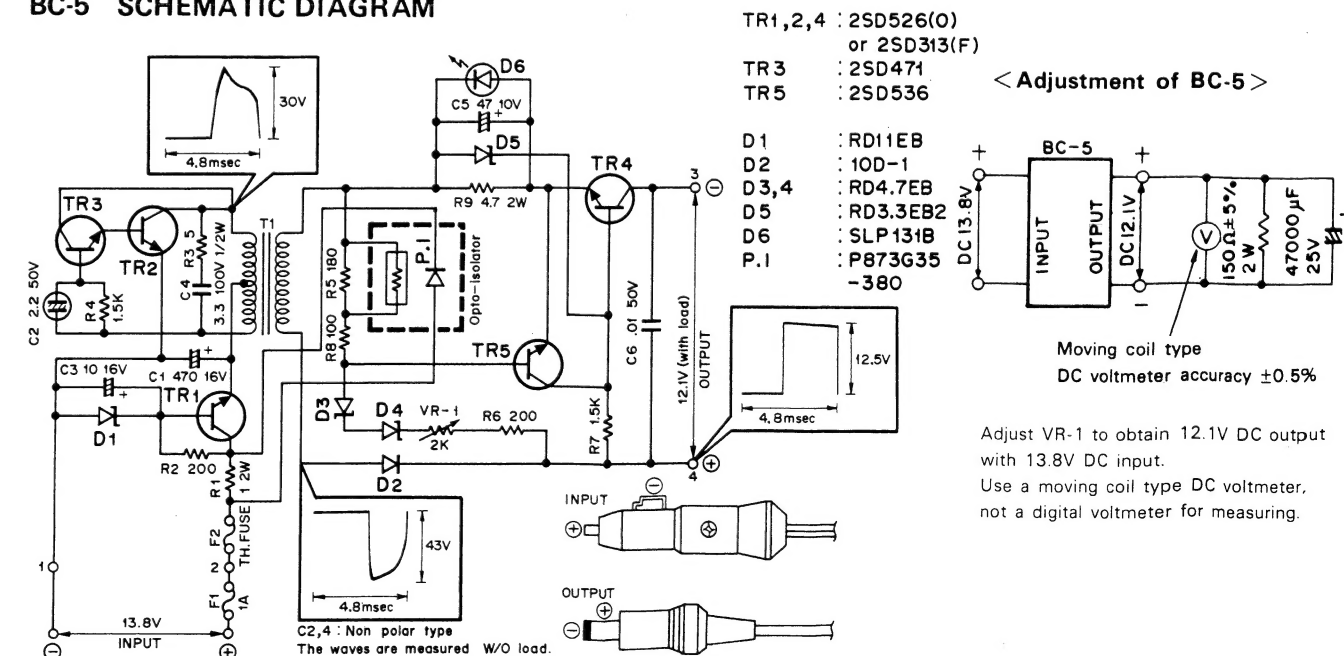 BC-5 SCHEMATIC DIAGRAM
TR1,2,4 : 2SD526(O)
or 2SD313(F)
TR3 : 2SD471
TR5 : 2SD536
D1 : RD11EB
D2 : 10D-1
D3,4 : RD4.7EB
D5 : RD3.3EB2
D6 : SLP131B
P.I : P873G35
-380
<Adjustment of BC-5>
BC-5
+
+
DC13.8V
INPUT
OUTPUT
DC12.1V
−
V
150Ω±5%
2W
47000μF
25V
Moving coil type
DC voltmeter accuracy ±0.5%
Adjust VR-1 to obtain 12.1V DC output
with 13.8V DC input.
Use a moving coil type DC voltmeter,
not a digital voltmeter for measuring.
30V
4.8msec
D6
C5 47 10V
+
D5
TR4
R9 4.7 2W
3
⊖
TR3
TR2
R3 5
1/2W
C4
3.3 100V
T1
C2 2.2 50V
R4
1.5K
R5 180
P.I
Opto-isolator
R8 100
TR5
C6 .01 50V
12.1V (with load)
OUTPUT
12.5V
4.8msec
C3 10 16V
+
C1 470 16V
+
TR1
D1
R2 200
R1
1 2W
D3
D4
VR-1
2K
R6 200
R7 1.5K
D2
4
⊕
F2
TH.FUSE
1
2
F1
1A
13.8V
INPUT
⊖
⊕
43V
4.8msec
C2,4 : Non polar type
The waves are measured W/O load.
INPUT
⊖
⊕
OUTPUT
⊕
⊖